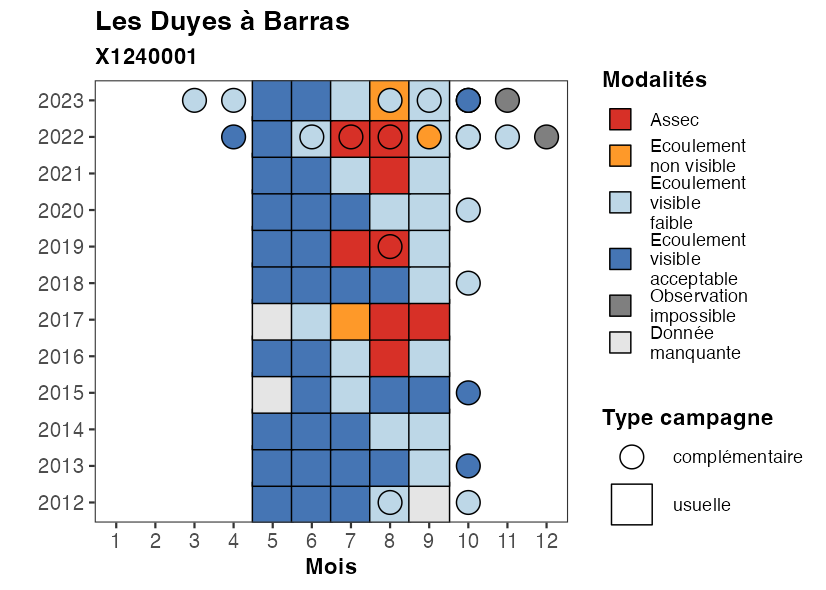 Les Duyes à Barras
X1240001
2023
2022
2021
2020
2019
2018
2017
2016
2015
2014
2013
2012
1 2 3 4 5 6 7 8 9 10 11 12
Mois
Modalités
Assec
Ecoulement
non visible
Ecoulement
visible
faible
Ecoulement
visible
acceptable
Observation
impossible
Donnée
manquante
Type campagne
complémentaire
usuelle